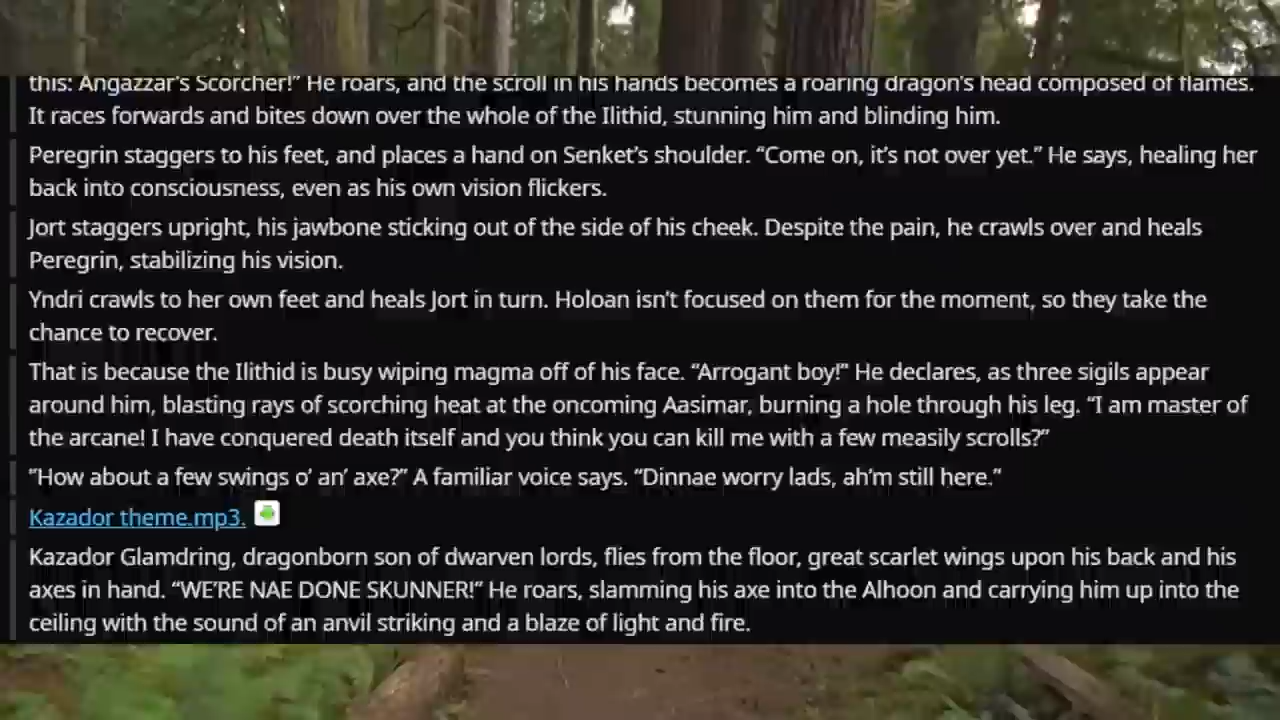 this: Angazzar's Scorcher!" He roars, and the scroll in his hands becomes a roaring dragon's head composed of flames.
It races forwards and bites down over the whole of the Ilithid, stunning him and blinding him.
Peregrin staggers to his feet, and places a hand on Senket's shoulder. “Come on, it's not over yet.” He says, healing her
back into consciousness, even as his own vision flickers.
Jort staggers upright, his jawbone sticking out of the side of his cheek. Despite the pain, he crawls over and heals
Peregrin, stabilizing his vision.
Yndri crawls to her own feet and heals Jort in turn. Holoan isn't focused on them for the moment, so they take the
chance to recover.
That is because the Ilithid is busy wiping magma off of his face. “Arrogant boy!” He declares, as three sigils appear
around him, blasting rays of scorching heat at the oncoming Aasimar, burning a hole through his leg. “I am master of
the arcane! I have conquered death itself and you think you can kill me with a few measily scrolls?”
“How about a few swings o' an' axe?” A familiar voice says. “Dinnae worry lads, ah'm still here.”
Kazador theme.mp3.
Kazador Glamdring, dragonborn son of dwarven lords, flies from the floor, great scarlet wings upon his back and his
axes in hand. “WE'RE NAE DONE SKUNNER!” He roars, slamming his axe into the Alhoon and carrying him up into the
ceiling with the sound of an anvil striking and a blaze of light and fire.